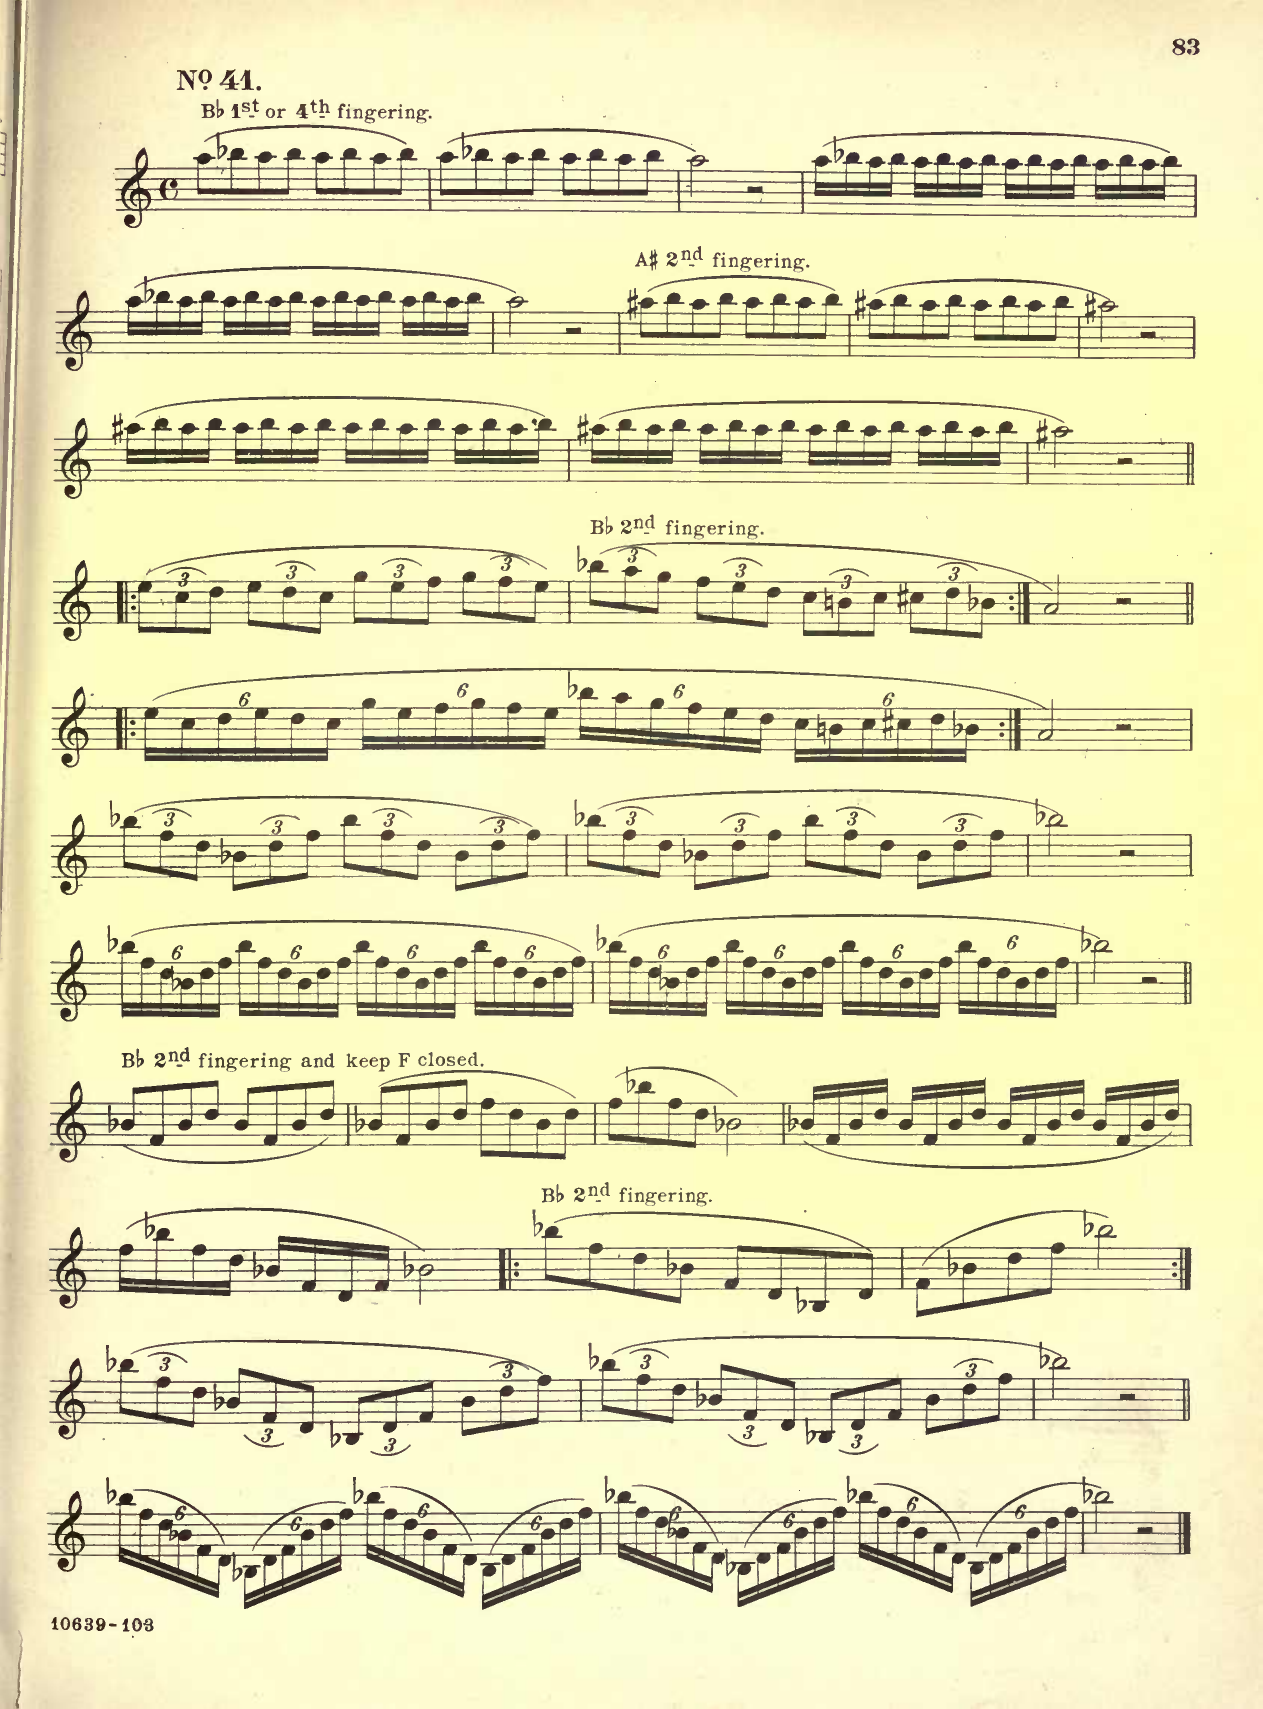 83
Nº 41.
B♭ 1st or 4th fingering.
A♯ 2nd fingering.
3 3 3 3
B♭ 2nd fingering.
3 3 3 3
6 6 6 6
3 3 3 3 3 3 3 3
6 6 6 6 6 6 6 6
B♭ 2nd fingering and keep F closed.
B♭ 2nd fingering.
3 3 3 3 3 3 3 3
6 6 6 6 6 6 6 6
10639-103